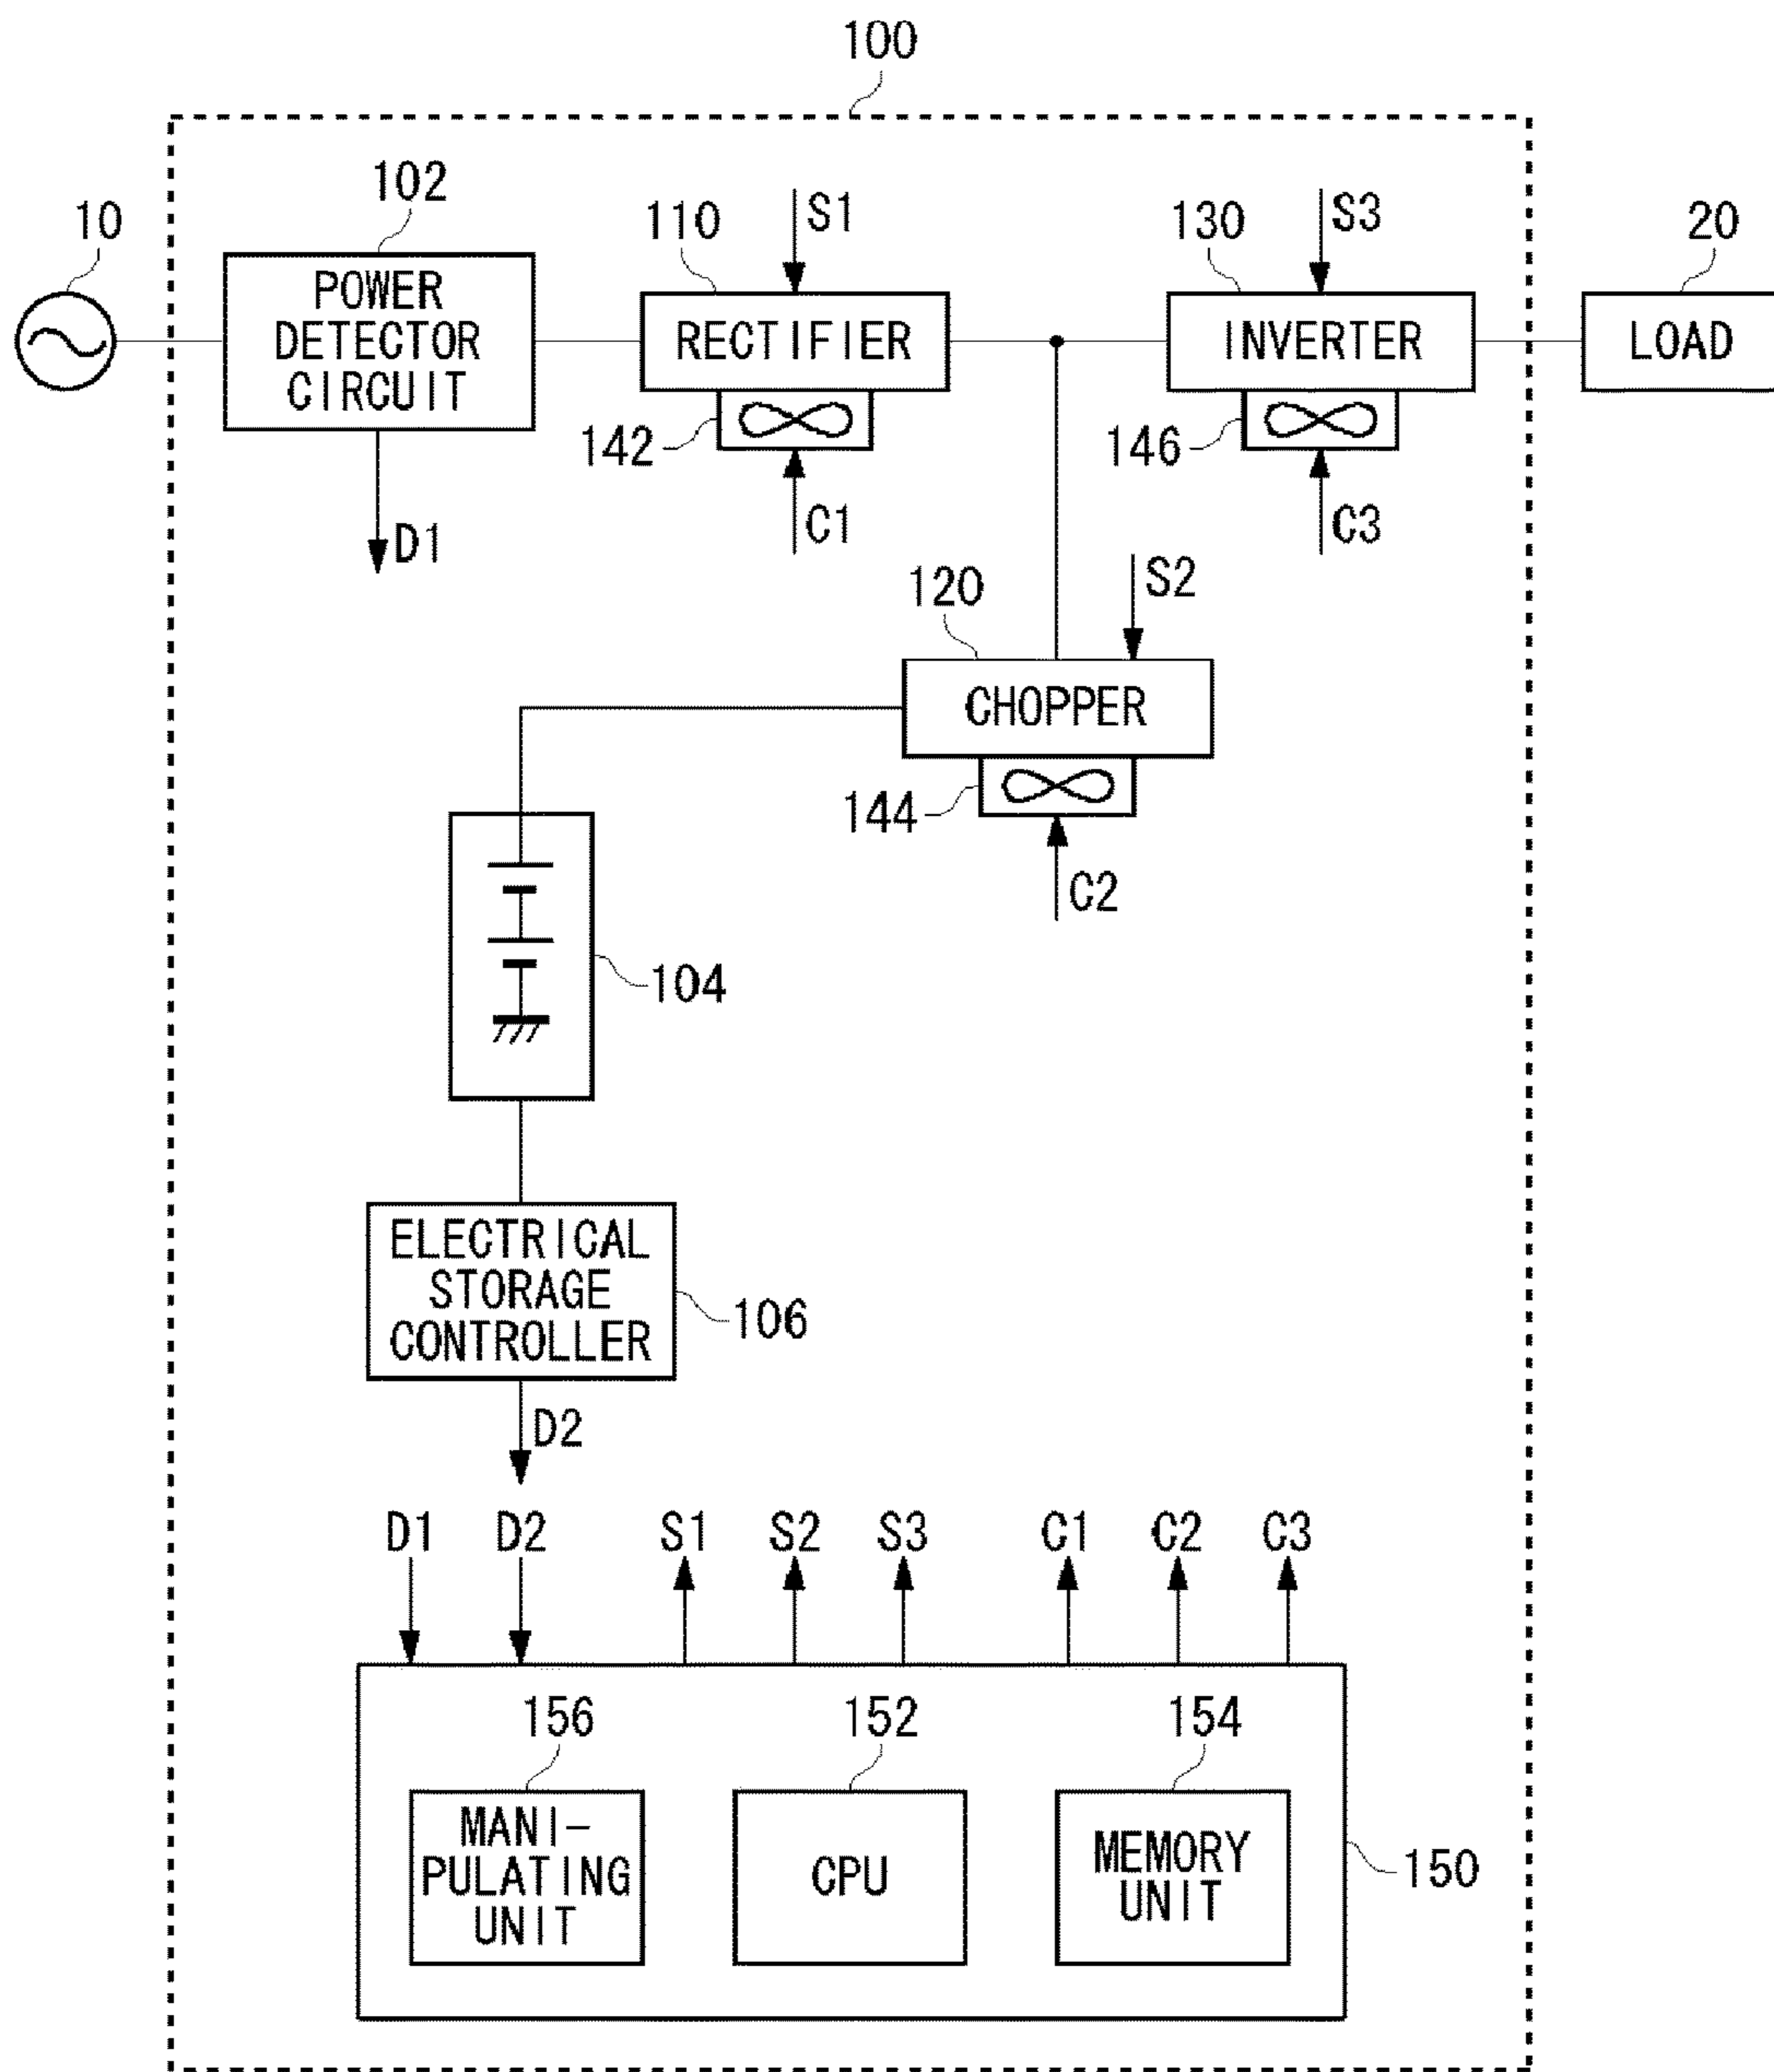 100
102
10
POWER
DETECTOR
CIRCUIT
110
S1
RECTIFIER
130
S3
INVERTER
20
LOAD
142
C1
146
C3
D1
120
S2
CHOPPER
144
C2
104
ELECTRICAL
STORAGE
CONTROLLER
106
D2
D1
D2
S1
S2
S3
C1
C2
C3
156
152
154
MANI-
PULATING
UNIT
CPU
MEMORY
UNIT
150